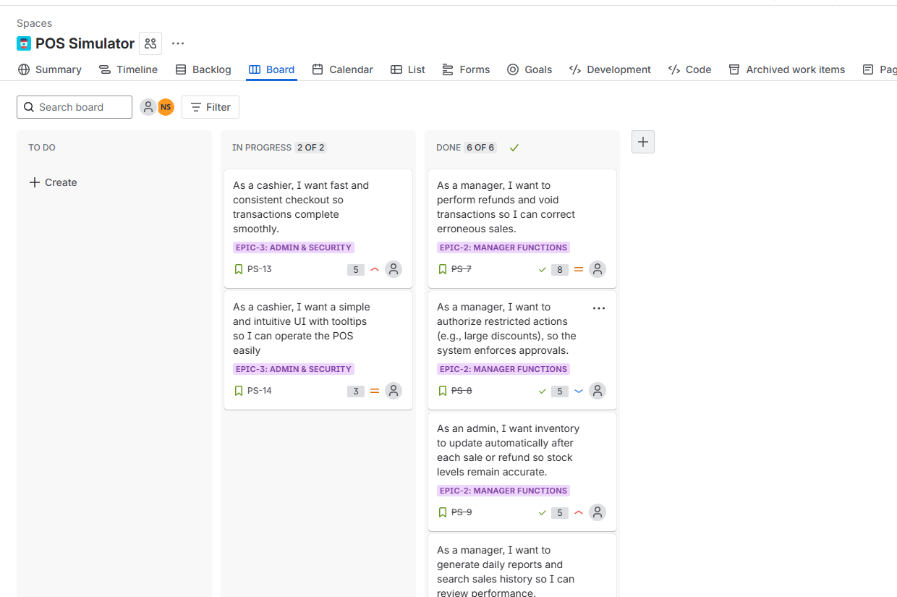 Spaces
POS Simulator
Summary Timeline Backlog Board Calendar List Forms Goals Development Code Archived work items Pag
Search board NS Filter
TO DO
Create
IN PROGRESS 2 OF 2
As a cashier, I want fast and
consistent checkout so
transactions complete
smoothly.
EPIC-3: ADMIN & SECURITY
PS-13 5
As a cashier, I want a simple
and intuitive UI with tooltips
so I can operate the POS
easily
EPIC-3: ADMIN & SECURITY
PS-14 3
DONE 6 OF 6
As a manager, I want to
perform refunds and void
transactions so I can correct
erroneous sales.
EPIC-2: MANAGER FUNCTIONS
PS-7 8
As a manager, I want to
authorize restricted actions
(e.g., large discounts), so the
system enforces approvals.
EPIC-2: MANAGER FUNCTIONS
PS-8 5
As an admin, I want inventory
to update automatically after
each sale or refund so stock
levels remain accurate.
EPIC-2: MANAGER FUNCTIONS
PS-9 5
As a manager, I want to
generate daily reports and
search sales history so I can
review performance.